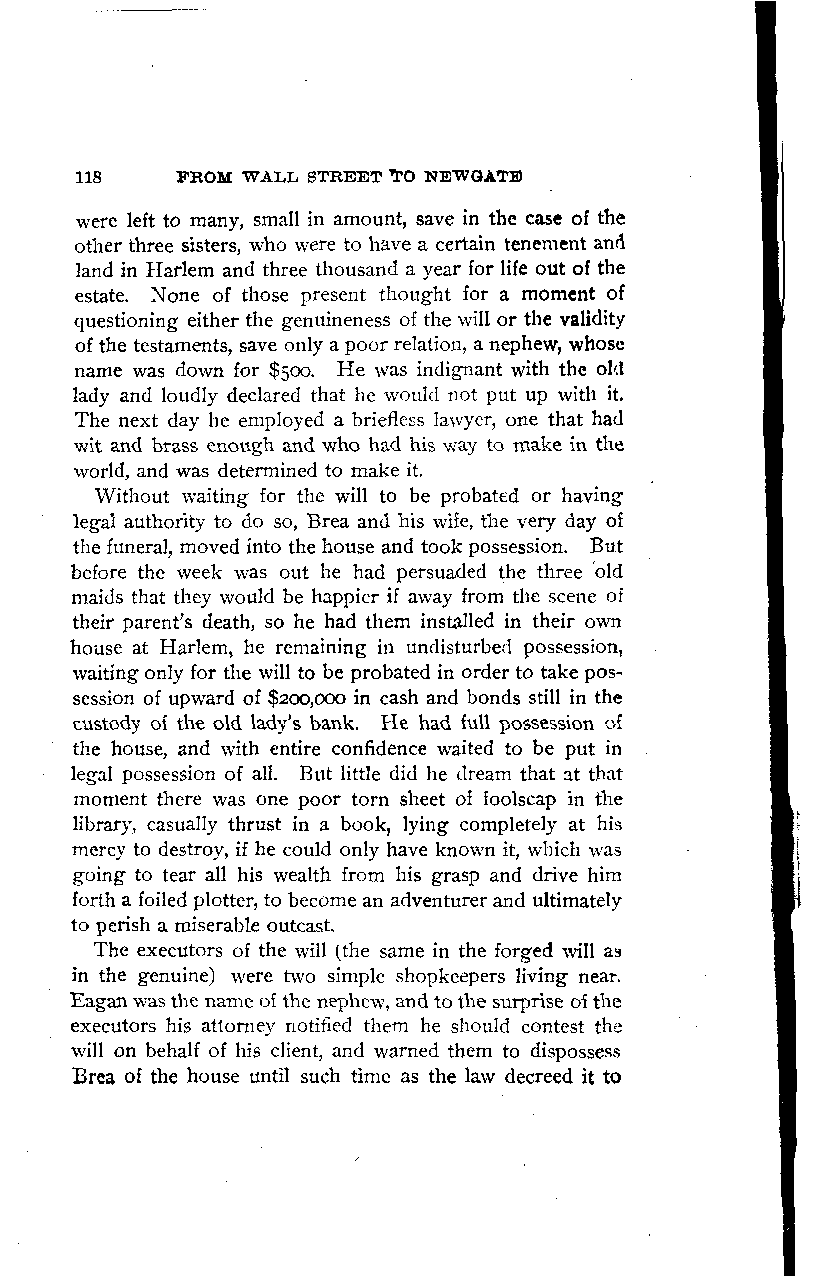 118 FROM WALL STREET TO NEWGATE
were left to many, small in amount, save in the case of the
other three sisters, who were to have a certain tenement and
land in Harlem and three thousand a year for life out of the
estate. None of those present thought for a moment of
questioning either the genuineness of the will or the validity
of the testaments, save only a poor relation, a nephew, whose
name was down for $500. He was indignant with the old
lady and loudly declared that he would not put up with it.
The next day he employed a briefless lawyer, one that had
wit and brass enough and who had his way to make in the
world, and was determined to make it.
Without waiting for the will to be probated or having
legal authority to do so, Brea and his wife, the very day of
the funeral, moved into the house and took possession. But
before the week was out he had persuaded the three old
maids that they would be happier if away from the scene of
their parent's death, so he had them installed in their own
house at Harlem, he remaining in undisturbed possession,
waiting only for the will to be probated in order to take pos-
session of upward of $200,000 in cash and bonds still in the
custody of the old lady's bank. He had full possession of
the house, and with entire confidence waited to be put in
legal possession of all. But little did he dream that at that
moment there was one poor torn sheet of foolscap in the
library, casually thrust in a book, lying completely at his
mercy to destroy, if he could only have known it, which was
going to tear all his wealth from his grasp and drive him
forth a foiled plotter, to become an adventurer and ultimately
to perish a miserable outcast.
The executors of the will (the same in the forged will as
in the genuine) were two simple shopkeepers living near.
Eagan was the name of the nephew, and to the surprise of the
executors his attorney notified them he should contest the
will on behalf of his client, and warned them to dispossess
Brea of the house until such time as the law decreed it to